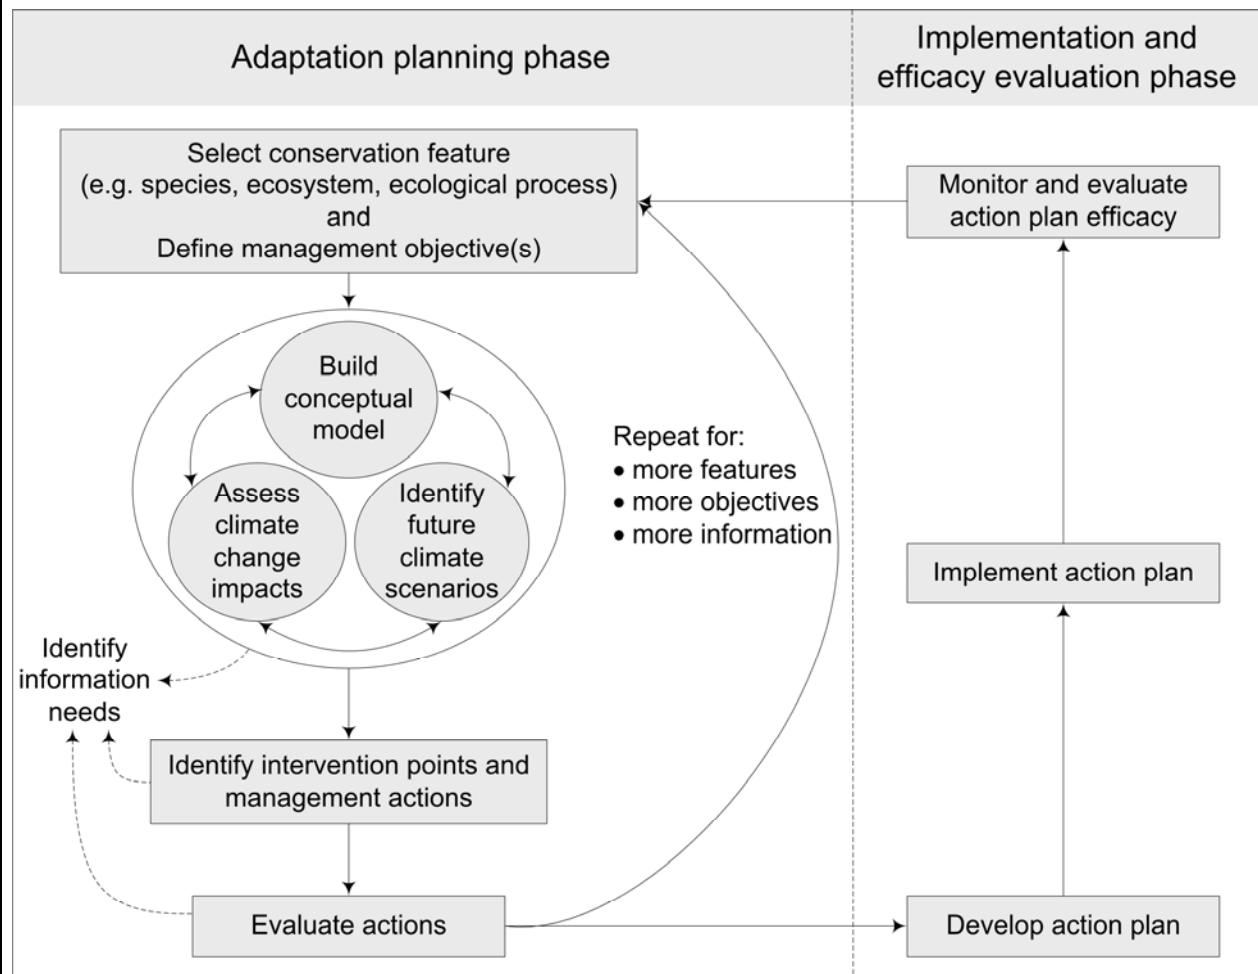 Adaptation planning phase
Implementation and
efficacy evaluation phase
Select conservation feature
(e.g. species, ecosystem, ecological process)
and
Define management objective(s)
Build
conceptual
model
Assess
climate
change
impacts
Identify
future
climate
scenarios
Identify
information
needs
Identify intervention points and
management actions
Evaluate actions
Repeat for:
• more features
• more objectives
• more information
Monitor and evaluate
action plan efficacy
Implement action plan
Develop action plan